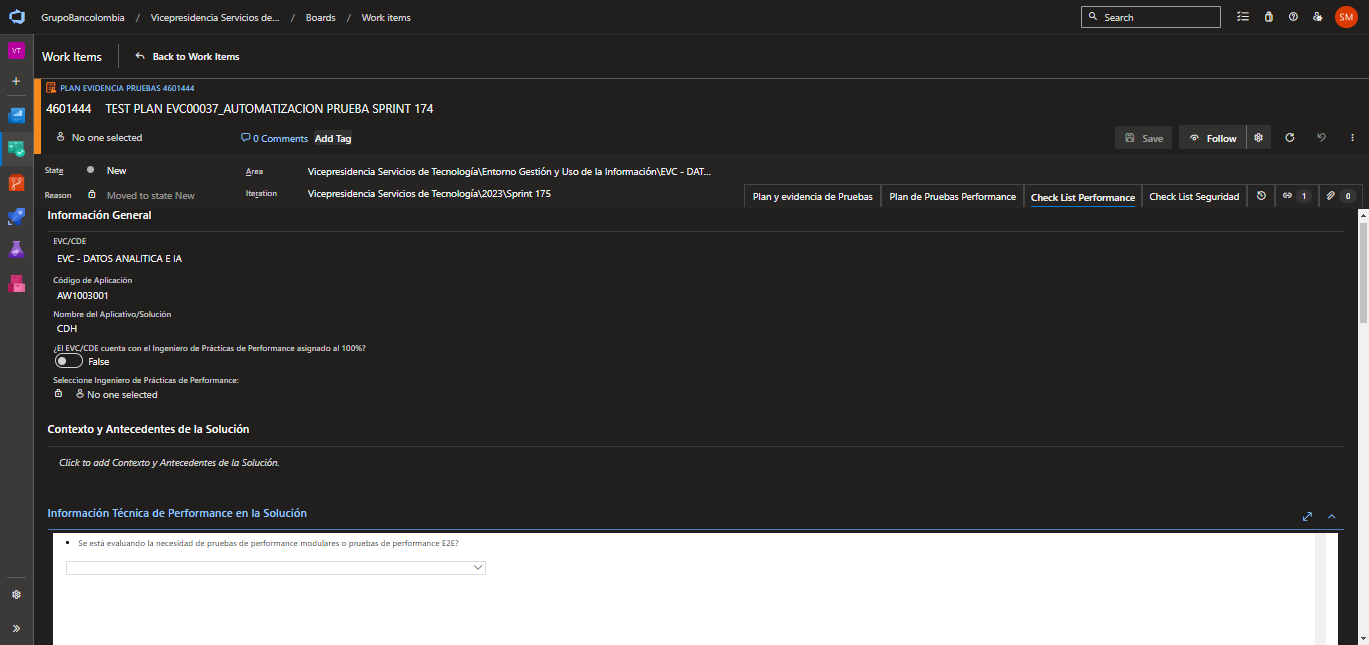 GrupoBancolombia / Vicepresidencia Servicios de... / Boards / Work items
Search
SM
VT
Work Items
Back to Work Items
PLAN EVIDENCIA PRUEBAS 4601444
4601444 TEST PLAN EVC00037_AUTOMATIZACION PRUEBA SPRINT 174
No one selected
0 Comments
Add Tag
Save
Follow
State New
Area Vicepresidencia Servicios de Tecnología\Entorno Gestión y Uso de la Información\EVC - DAT...
Reason Moved to state New
Iteration Vicepresidencia Servicios de Tecnología\2023\Sprint 175
Plan y evidencia de Pruebas
Plan de Pruebas Performance
Check List Performance
Check List Seguridad
1
0
Información General
EVC/CDE
EVC - DATOS ANALITICA E IA
Código de Aplicación
AW1003001
Nombre del Aplicativo/Solución
CDH
¿El EVC/CDE cuenta con el Ingeniero de Prácticas de Performance asignado al 100%?
False
Seleccione Ingeniero de Prácticas de Performance:
No one selected
Contexto y Antecedentes de la Solución
Click to add Contexto y Antecedentes de la Solución.
Información Técnica de Performance en la Solución
• Se está evaluando la necesidad de pruebas de performance modulares o pruebas de performance E2E?